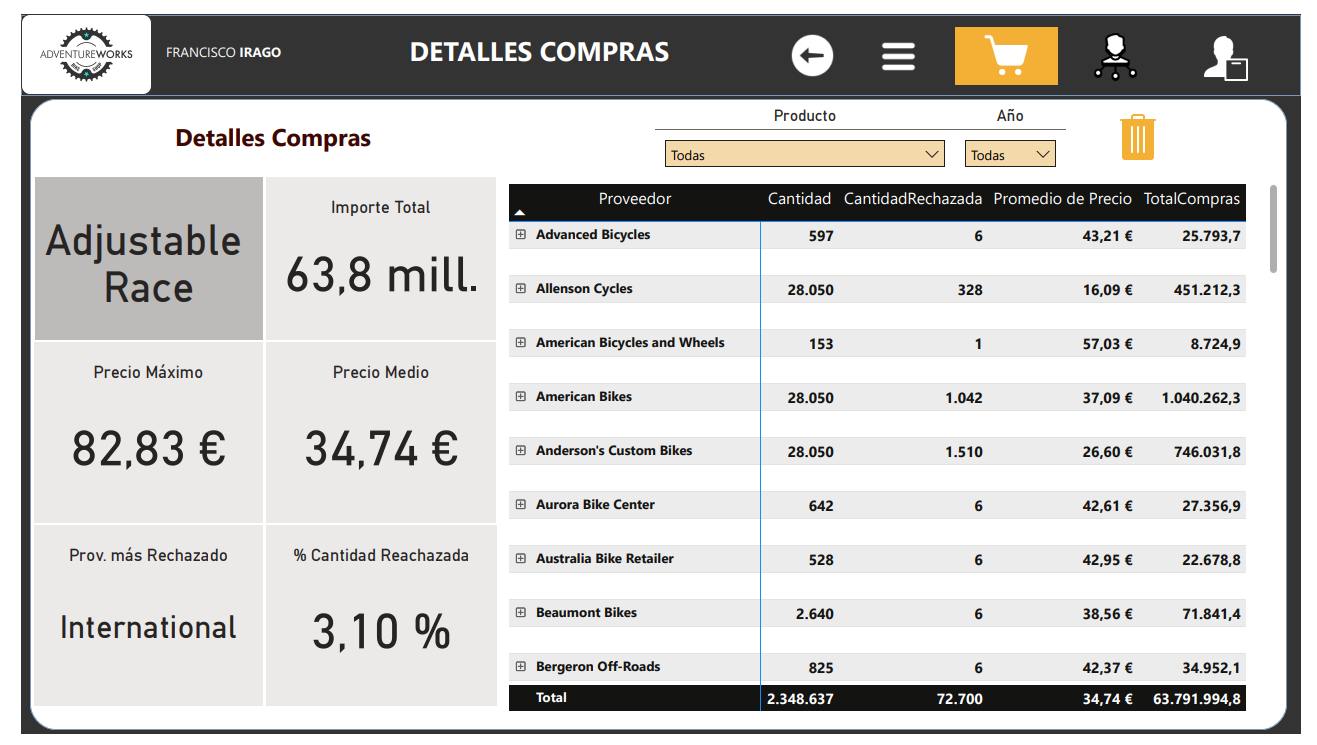 ADVENTUREWORKS
BIKE SHOP
FRANCISCO IRAGO
DETALLES COMPRAS
Detalles Compras
Producto
Año
Todas
Todas
Adjustable
Race
Importe Total
63,8 mill.
Precio Máximo
82,83 €
Precio Medio
34,74 €
Prov. más Rechazado
International
% Cantidad Reachazada
3,10 %
Proveedor Cantidad CantidadRechazada Promedio de Precio TotalCompras
Advanced Bicycles 597 6 43,21 € 25.793,7
Allenson Cycles 28.050 328 16,09 € 451.212,3
American Bicycles and Wheels 153 1 57,03 € 8.724,9
American Bikes 28.050 1.042 37,09 € 1.040.262,3
Anderson's Custom Bikes 28.050 1.510 26,60 € 746.031,8
Aurora Bike Center 642 6 42,61 € 27.356,9
Australia Bike Retailer 528 6 42,95 € 22.678,8
Beaumont Bikes 2.640 6 38,56 € 71.841,4
Bergeron Off-Roads 825 6 42,37 € 34.952,1
Total 2.348.637 72.700 34,74 € 63.791.994,8